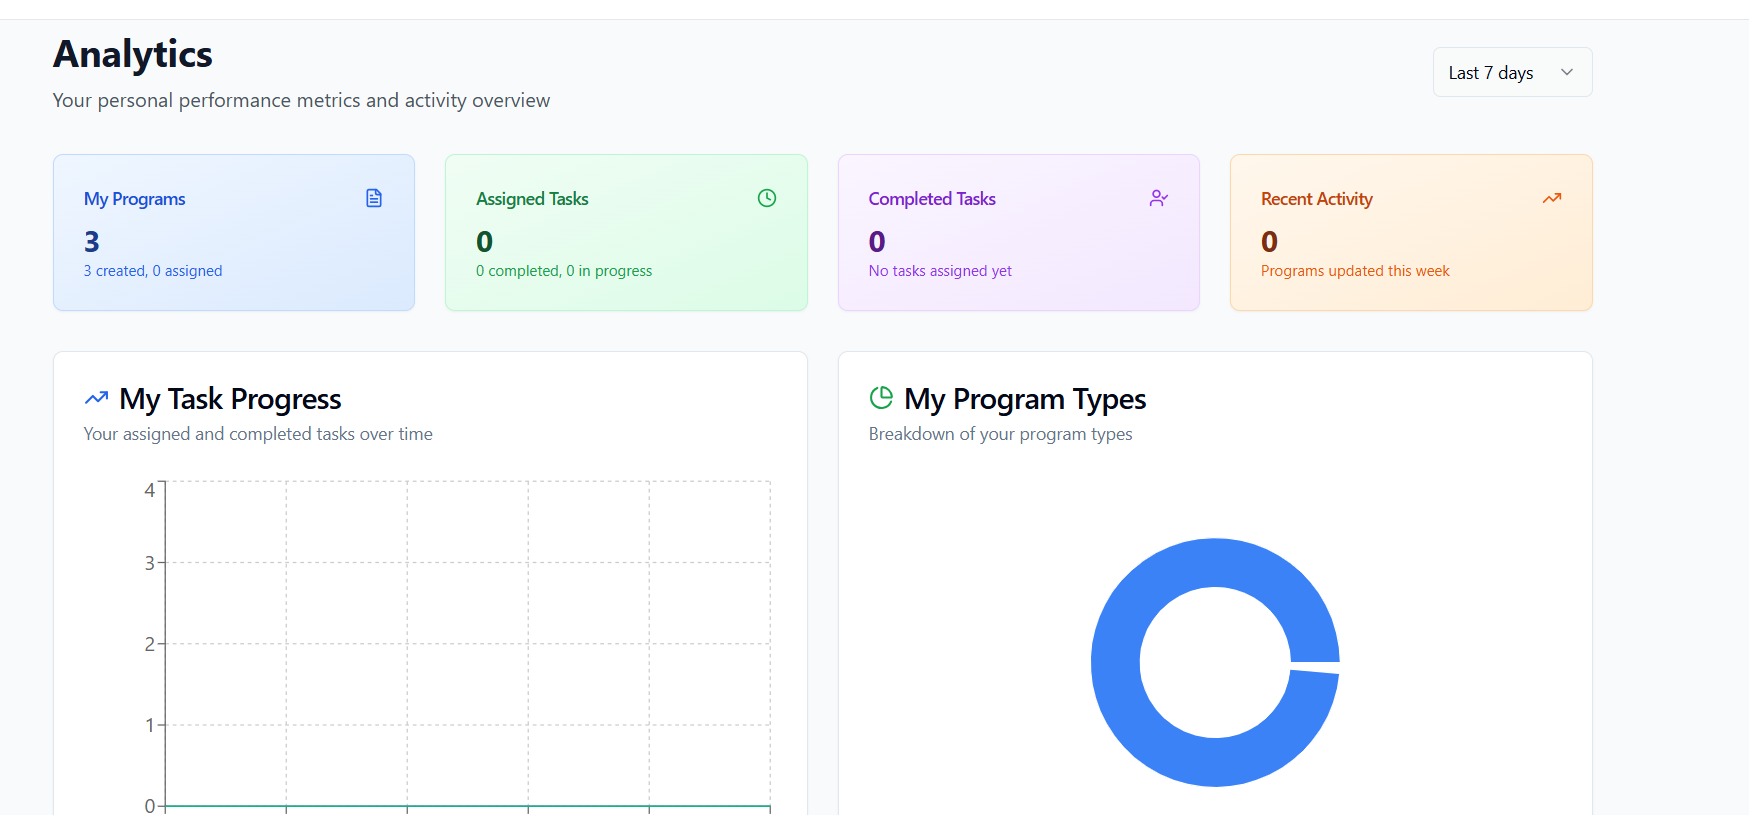 Analytics
Your personal performance metrics and activity overview
Last 7 days
My Programs
3
3 created, 0 assigned
Assigned Tasks
0
0 completed, 0 in progress
Completed Tasks
0
No tasks assigned yet
Recent Activity
0
Programs updated this week
My Task Progress
Your assigned and completed tasks over time
4
3
2
1
0
My Program Types
Breakdown of your program types